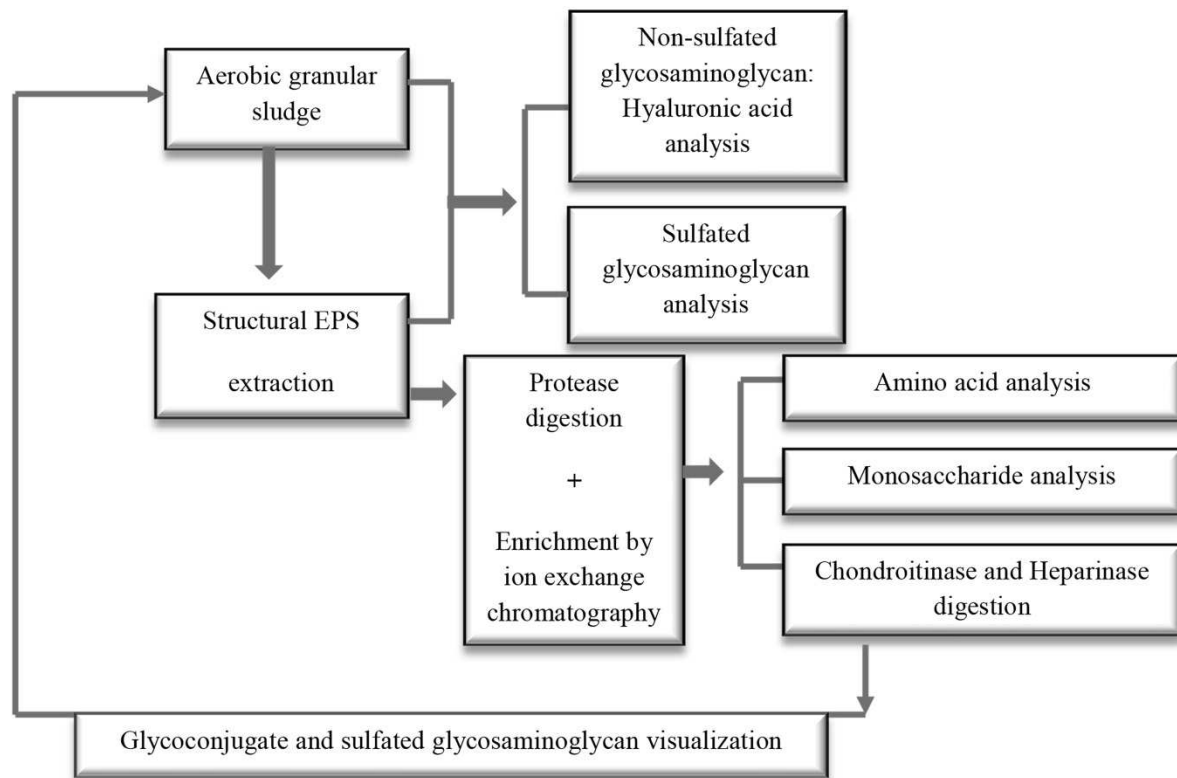 Aerobic granular
sludge
Non-sulfated
glycosaminoglycan:
Hyaluronic acid
analysis
Sulfated
glycosaminoglycan
analysis
Structural EPS
extraction
Protease
digestion
+
Enrichment by
ion exchange
chromatography
Amino acid analysis
Monosaccharide analysis
Chondroitinase and Heparinase
digestion
Glycoconjugate and sulfated glycosaminoglycan visualization